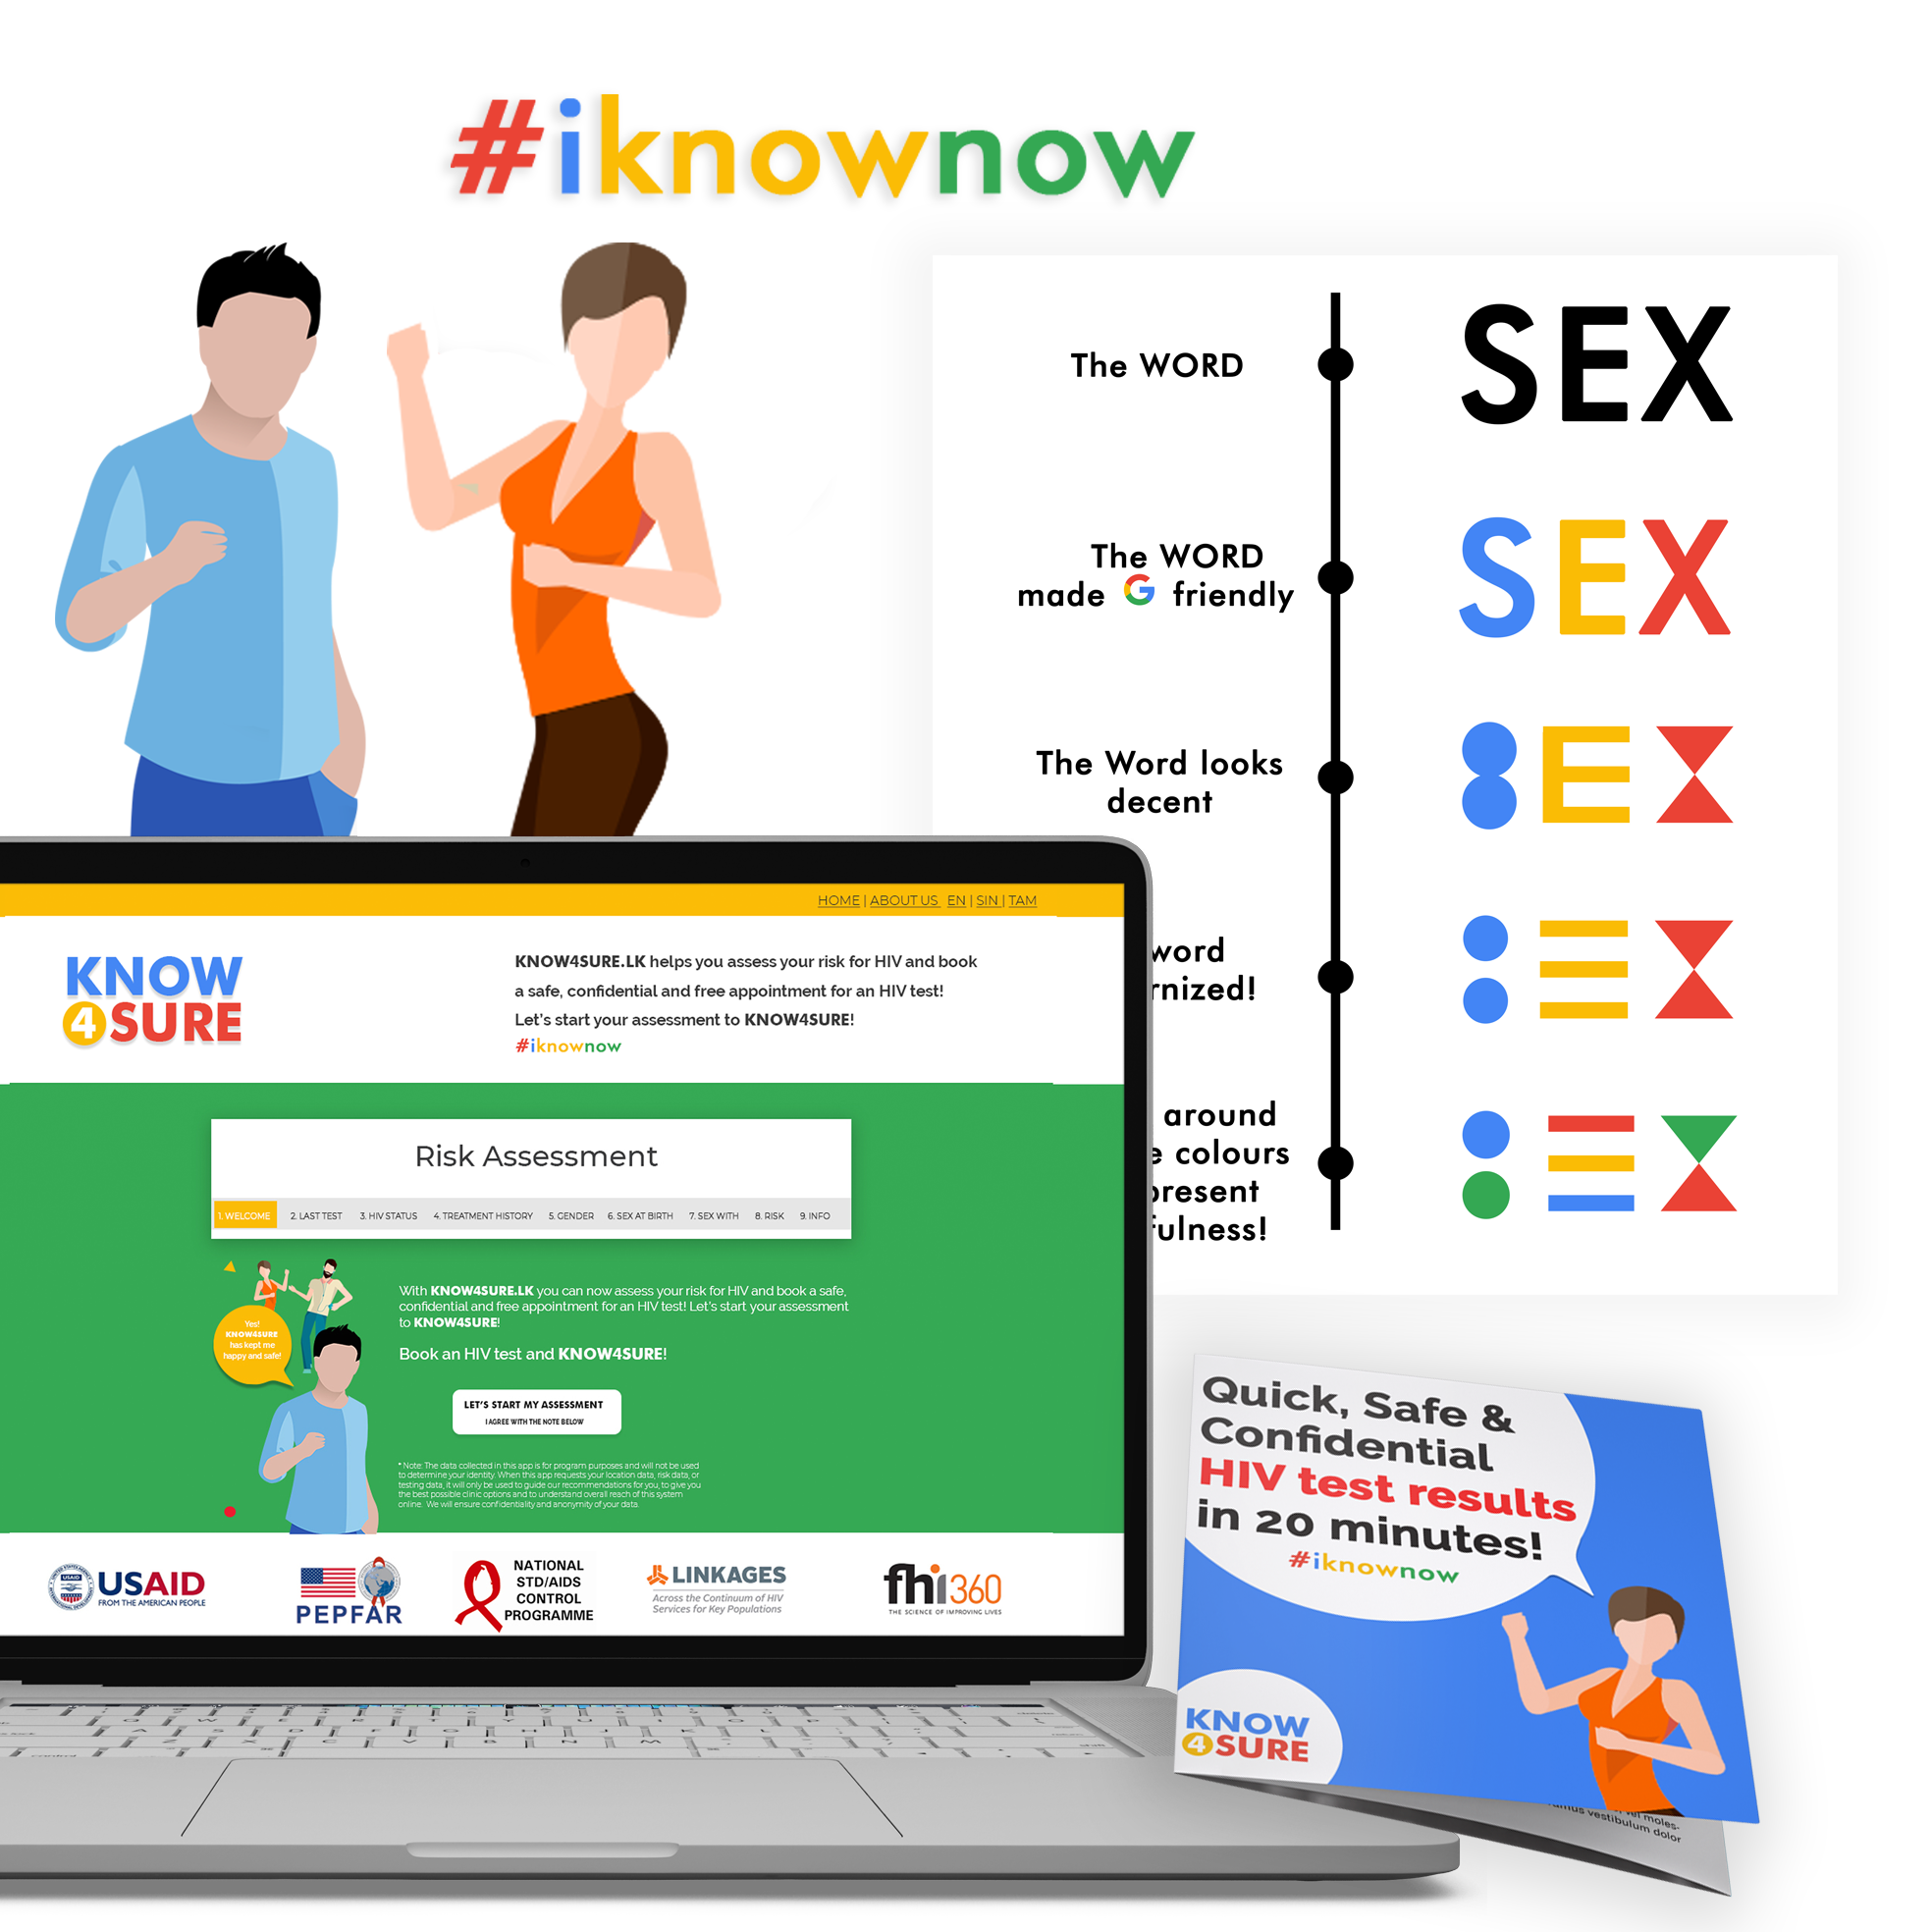 #iknownow
The WORD
SEX
The WORD
made G friendly
SEX
The Word looks
decent
SEX
word
rnized!
around
e colours
present
fulness!
HOME | ABOUT US EN | SIN | TAM
KNOW
4SURE
KNOW4SURE.LK helps you assess your risk for HIV and book
a safe, confidential and free appointment for an HIV test!
Let's start your assessment to KNOW4SURE!
#iknownow
Risk Assessment
1. WELCOME 2. LAST TEST 3. HIV STATUS 4. TREATMENT HISTORY 5. GENDER 6. SEX AT BIRTH 7. SEX WITH 8. RISK 9. INFO
Yes!
KNOW4SURE
has kept me
happy and safe!
With KNOW4SURE.LK you can now assess your risk for HIV and book a safe,
confidential and free appointment for an HIV test! Let's start your assessment
to KNOW4SURE!
Book an HIV test and KNOW4SURE!
LET'S START MY ASSESSMENT
I AGREE WITH THE NOTE BELOW
* Note: The data collected in this app is for program purposes and will not be used
to determine your identity. When this app requests your location data, risk data, or
testing data, it will only be used to guide our recommendations for you, to give you
the best possible clinic options and to understand overall reach of this system
online. We will ensure confidentiality and anonymity of your data.
USAID
FROM THE AMERICAN PEOPLE
PEPFAR
NATIONAL
STD/AIDS
CONTROL
PROGRAMME
LINKAGES
Across the Continuum of HIV
Services for Key Populations
fhi360
THE SCIENCE OF IMPROVING LIVES
Quick, Safe &
Confidential
HIV test results
in 20 minutes!
#iknownow
KNOW
4SURE
vel moles-
vestibulum dolor